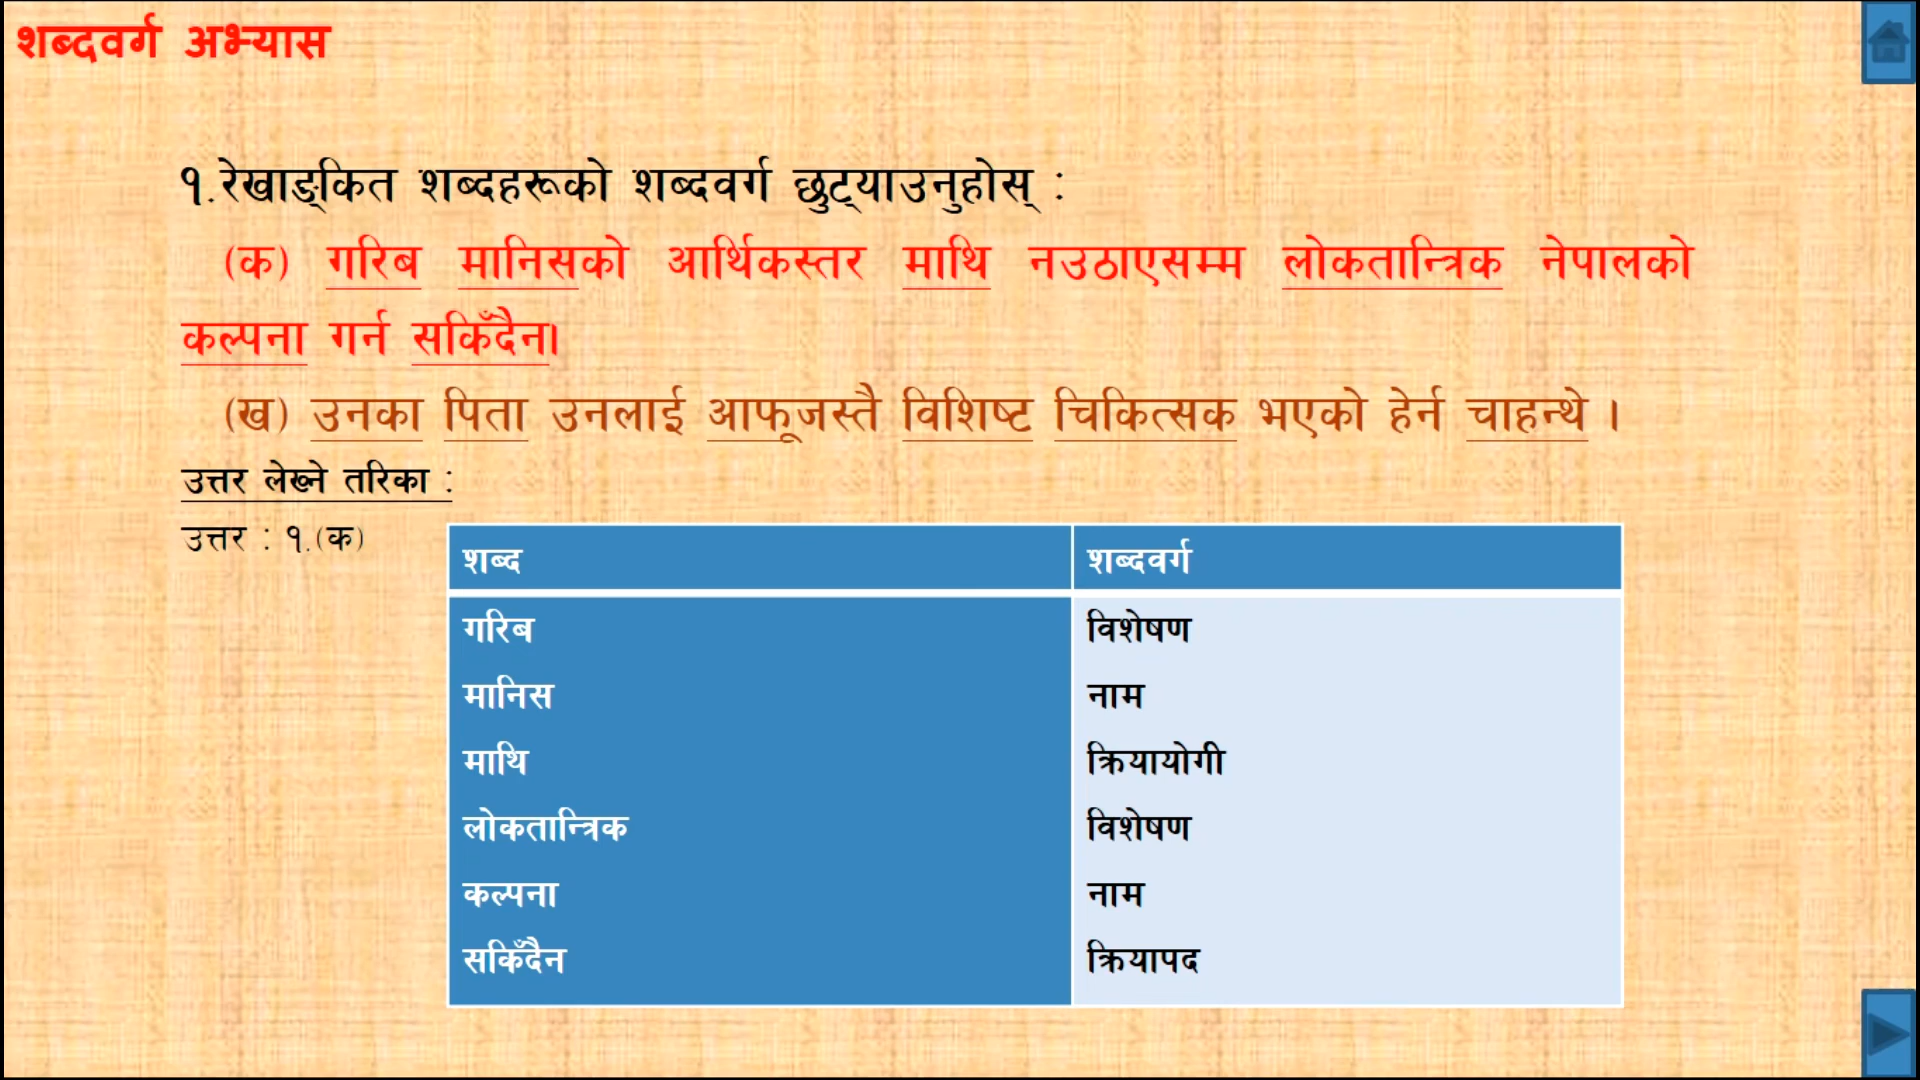 शब्दवर्ग अभ्यास
१.रेखाङ्कित शब्दहरूको शब्दवर्ग छुट्याउनुहोस् :
(क) गरिब मानिसको आर्थिकस्तर माथि नउठाएसम्म लोकतान्त्रिक नेपालको
कल्पना गर्न सकिँदैन।
(ख) उनका पिता उनलाई आफूजस्तै विशिष्ट चिकित्सक भएको हेर्न चाहन्थे ।
उत्तर लेख्ने तरिका :
उत्तर : १.(क)
शब्द शब्दवर्ग
गरिब विशेषण
मानिस नाम
माथि क्रियायोगी
लोकतान्त्रिक विशेषण
कल्पना नाम
सकिँदैन क्रियापद